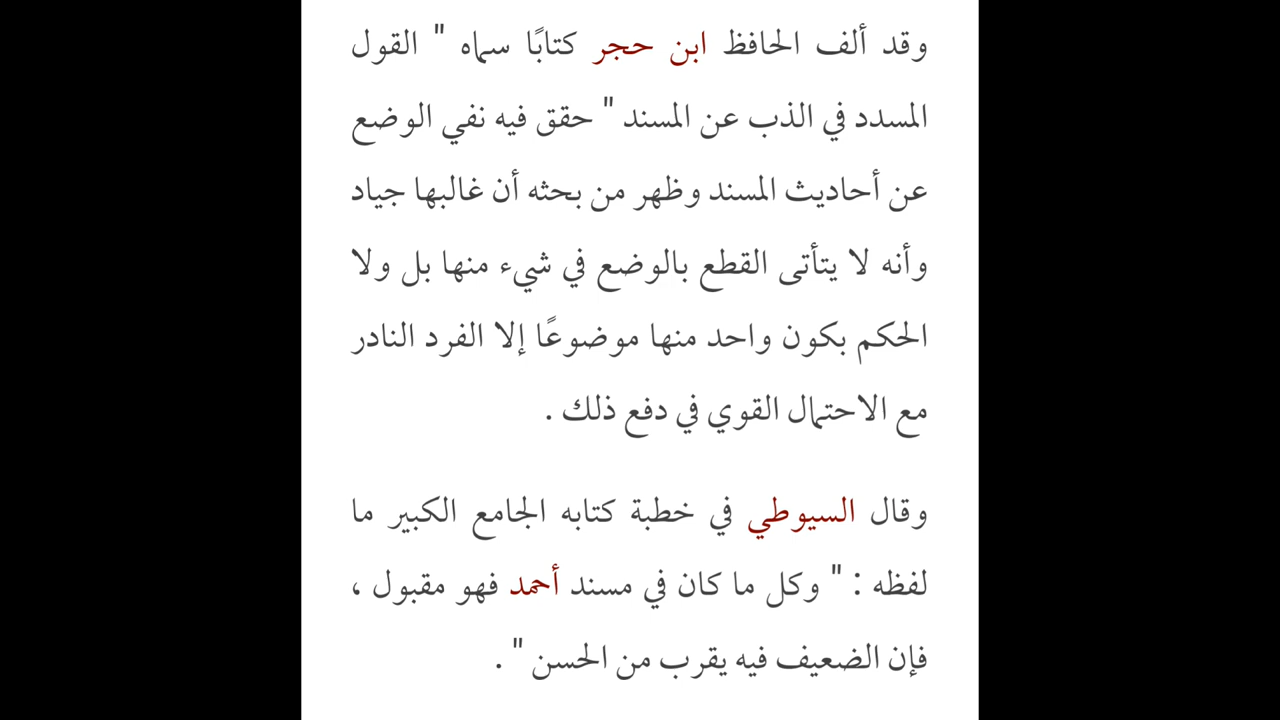 وقد ألف الحافظ ابن حجر كتابًا سماه " القول
المسدد في الذب عن المسند " حقق فيه نفي الوضع
عن أحاديث المسند وظهر من بحثه أن غالبها جياد
وأنه لا يتأتى القطع بالوضع في شيء منها بل ولا
الحكم بكون واحد منها موضوعًا إلا الفرد النادر
مع الاحتمال القوي في دفع ذلك .
وقال السيوطي في خطبة كتابه الجامع الكبير ما
لفظه : " وكل ما كان في مسند أحمد فهو مقبول ،
فإن الضعيف فيه يقرب من الحسن " .